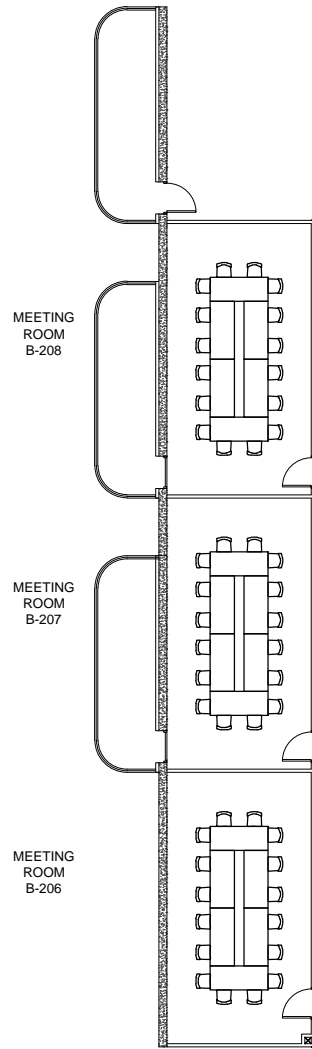 MEETING
ROOM
B-208
MEETING
ROOM
B-207
MEETING
ROOM
B-206